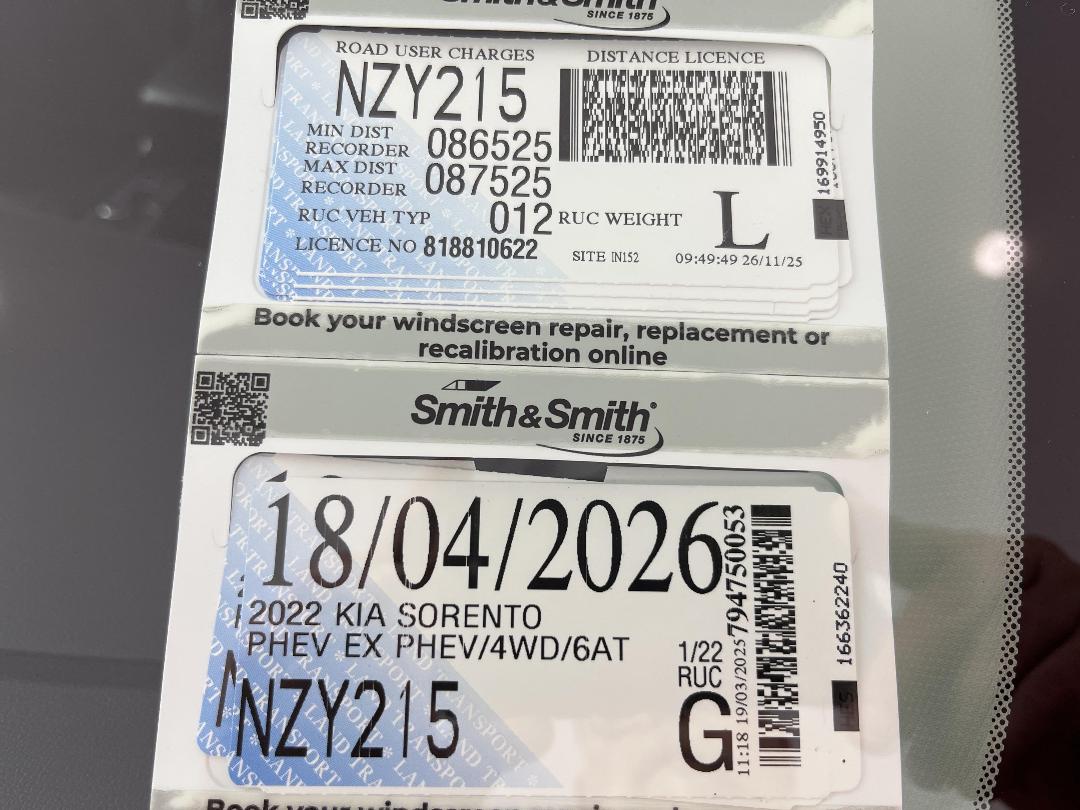 Smith&Smith
SINCE 1875
ROAD USER CHARGES
DISTANCE LICENCE
NZY215
MIN DIST
RECORDER 086525
MAX DIST
RECORDER 087525
RUC VEH TYP 012
RUC WEIGHT L
LICENCE NO 818810622
SITE IN152
09:49:49 26/11/25
169914950
Book your windscreen repair, replacement or
recalibration online
Smith&Smith®
SINCE 1875
18/04/2026
2022 KIA SORENTO
PHEV EX PHEV/4WD/6AT
1/22
RUC
NZY215
G
11:18 19/03/2025
794750053
166362240